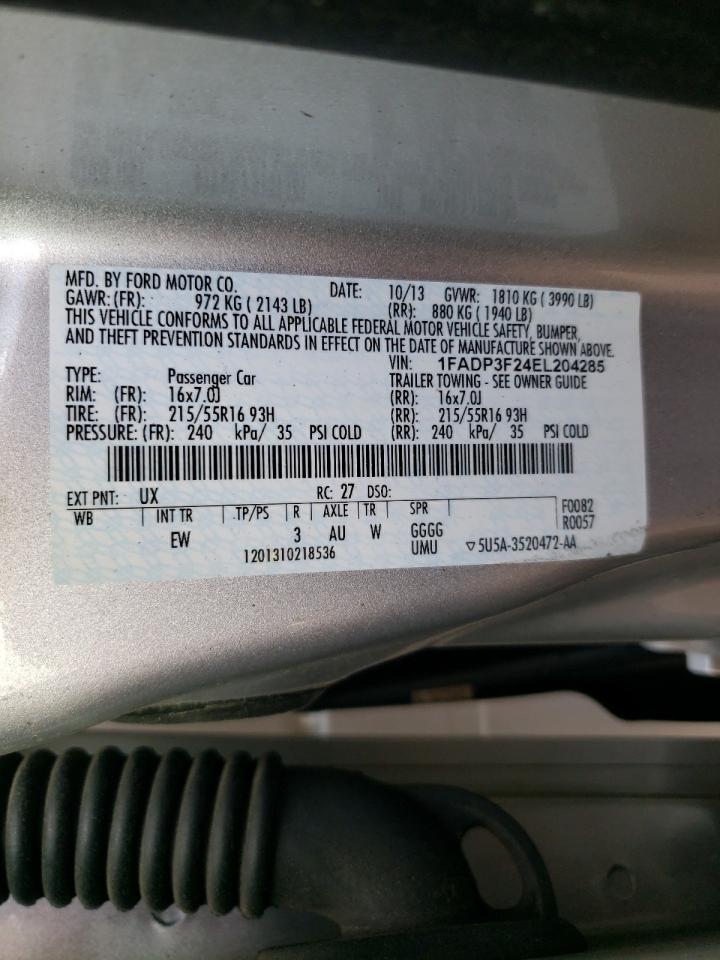 MFD. BY FORD MOTOR CO. DATE: 10/13 GVWR: 1810 KG ( 3990 LB)
GAWR: (FR): 972 KG ( 2143 LB) (RR): 880 KG ( 1940 LB)
THIS VEHICLE CONFORMS TO ALL APPLICABLE FEDERAL MOTOR VEHICLE SAFETY, BUMPER,
AND THEFT PREVENTION STANDARDS IN EFFECT ON THE DATE OF MANUFACTURE SHOWN ABOVE.
VIN: 1FADP3F24EL204285
TYPE: Passenger Car TRAILER TOWING - SEE OWNER GUIDE
RIM: (FR): 16x7.0J (RR): 16x7.0J
TIRE: (FR): 215/55R16 93H (RR): 215/55R16 93H
PRESSURE: (FR): 240 kPa/ 35 PSI COLD (RR): 240 kPa/ 35 PSI COLD
EXT PNT: UX RC: 27 DSO:
WB | INT TR | TP/PS | R | AXLE | TR | SPR | F0082
EW 3 AU W GGGG R0057
1201310218536 UMU ▽5U5A-3520472-AA